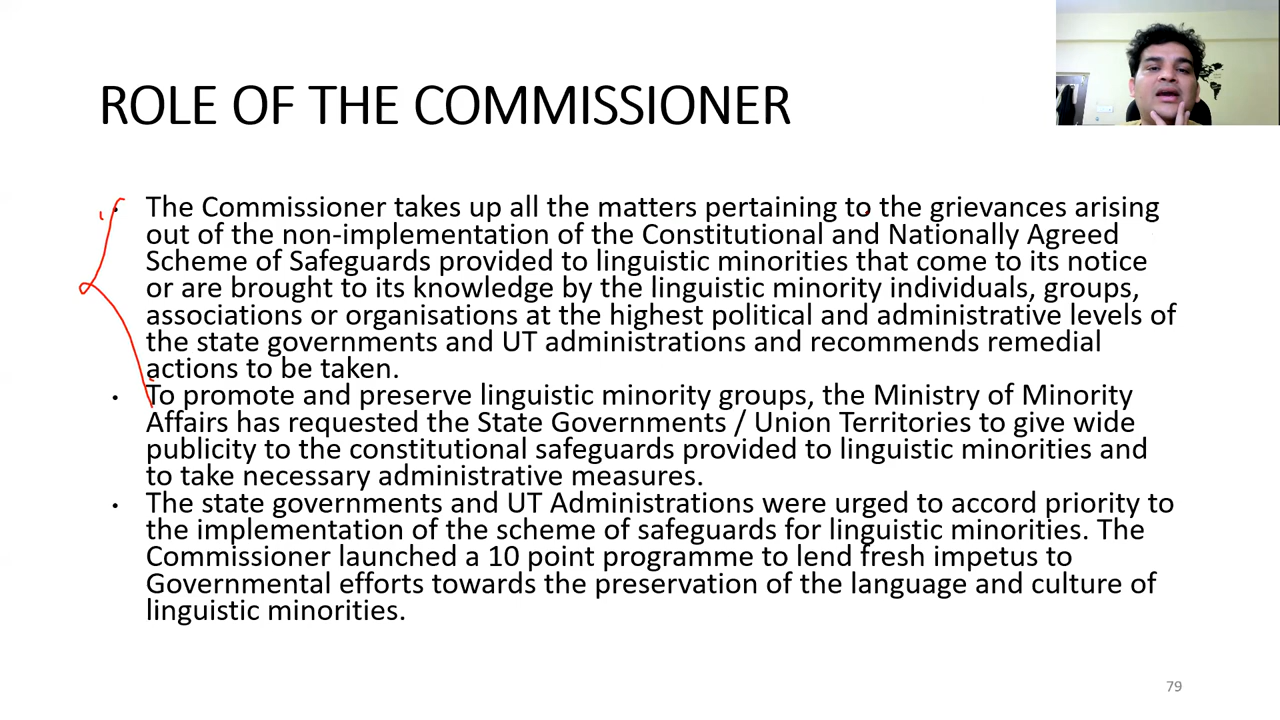 ROLE OF THE COMMISSIONER
• The Commissioner takes up all the matters pertaining to the grievances arising
out of the non-implementation of the Constitutional and Nationally Agreed
Scheme of Safeguards provided to linguistic minorities that come to its notice
or are brought to its knowledge by the linguistic minority individuals, groups,
associations or organisations at the highest political and administrative levels of
the state governments and UT administrations and recommends remedial
actions to be taken.
• To promote and preserve linguistic minority groups, the Ministry of Minority
Affairs has requested the State Governments / Union Territories to give wide
publicity to the constitutional safeguards provided to linguistic minorities and
to take necessary administrative measures.
• The state governments and UT Administrations were urged to accord priority to
the implementation of the scheme of safeguards for linguistic minorities. The
Commissioner launched a 10 point programme to lend fresh impetus to
Governmental efforts towards the preservation of the language and culture of
linguistic minorities.
79